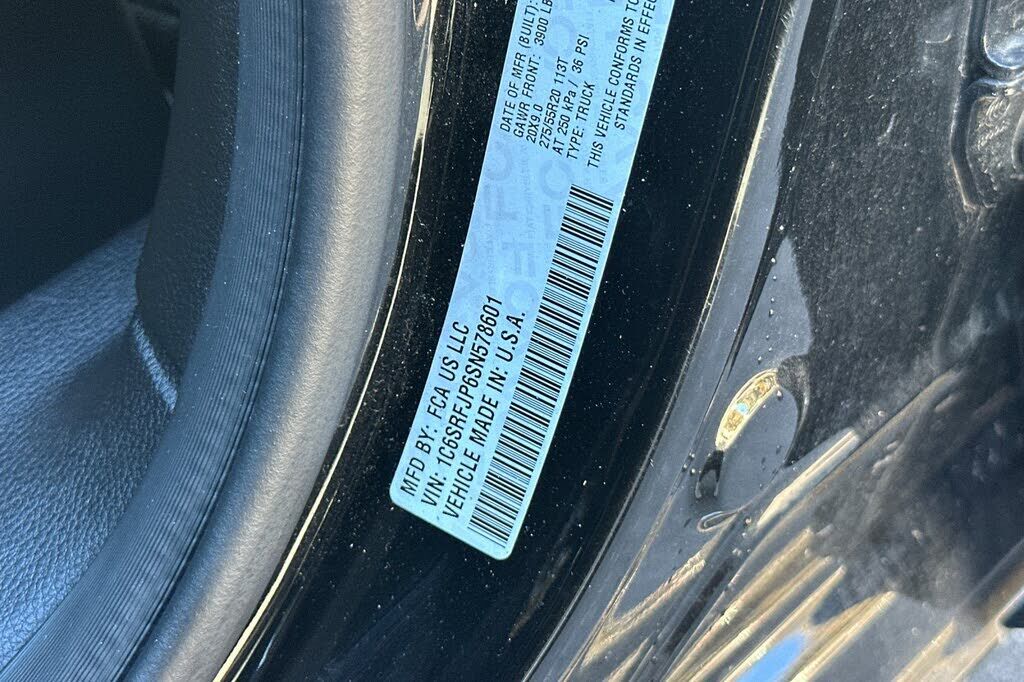 MFD BY: FCA US LLC
VIN: 1C6SRFJP6SN578601
VEHICLE MADE IN: U.S.A.
DATE OF MFR (BUILT):
GAWR FRONT: 3900 LB
20X9.0
275/55R20 113T
AT 250 kPa / 36 PSI
TYPE: TRUCK
THIS VEHICLE CONFORMS TO
STANDARDS IN EFFEC